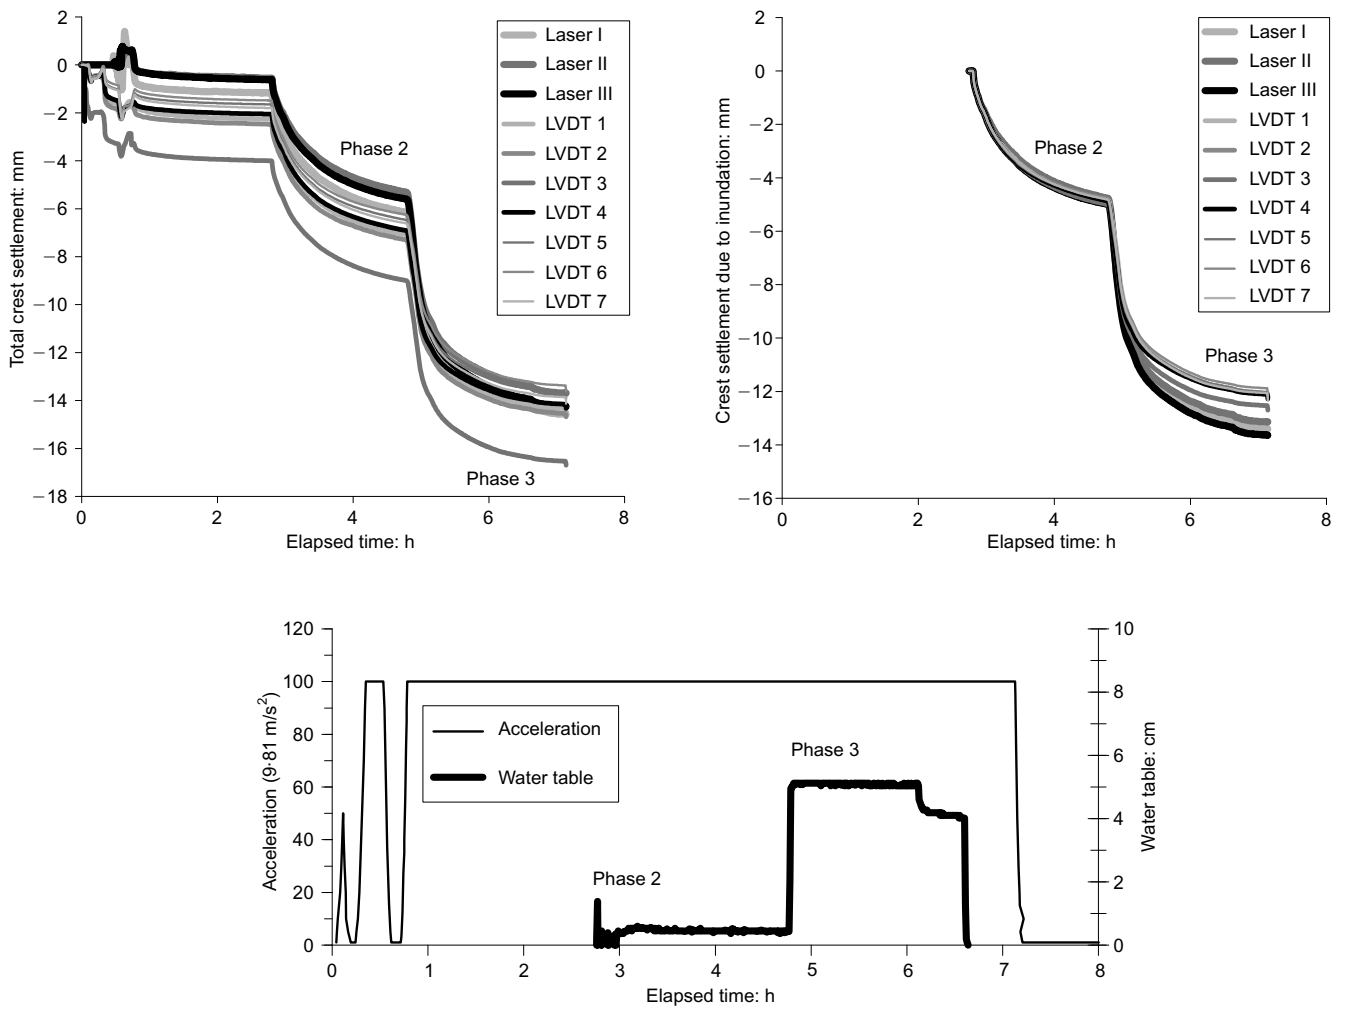 2
0
−2
−4
−6
−8
−10
−12
−14
−16
−18
Total crest settlement: mm
0 2 4 6 8
Elapsed time: h
Phase 2
Phase 3
Laser I
Laser II
Laser III
LVDT 1
LVDT 2
LVDT 3
LVDT 4
LVDT 5
LVDT 6
LVDT 7
2
0
−2
−4
−6
−8
−10
−12
−14
−16
Crest settlement due to inundation: mm
0 2 4 6 8
Elapsed time: h
Phase 2
Phase 3
Laser I
Laser II
Laser III
LVDT 1
LVDT 2
LVDT 3
LVDT 4
LVDT 5
LVDT 6
LVDT 7
120
100
80
60
40
20
0
Acceleration (9·81 m/s²)
Acceleration
Water table
Phase 2
Phase 3
10
8
6
4
2
0
Water table: cm
0 1 2 3 4 5 6 7 8
Elapsed time: h